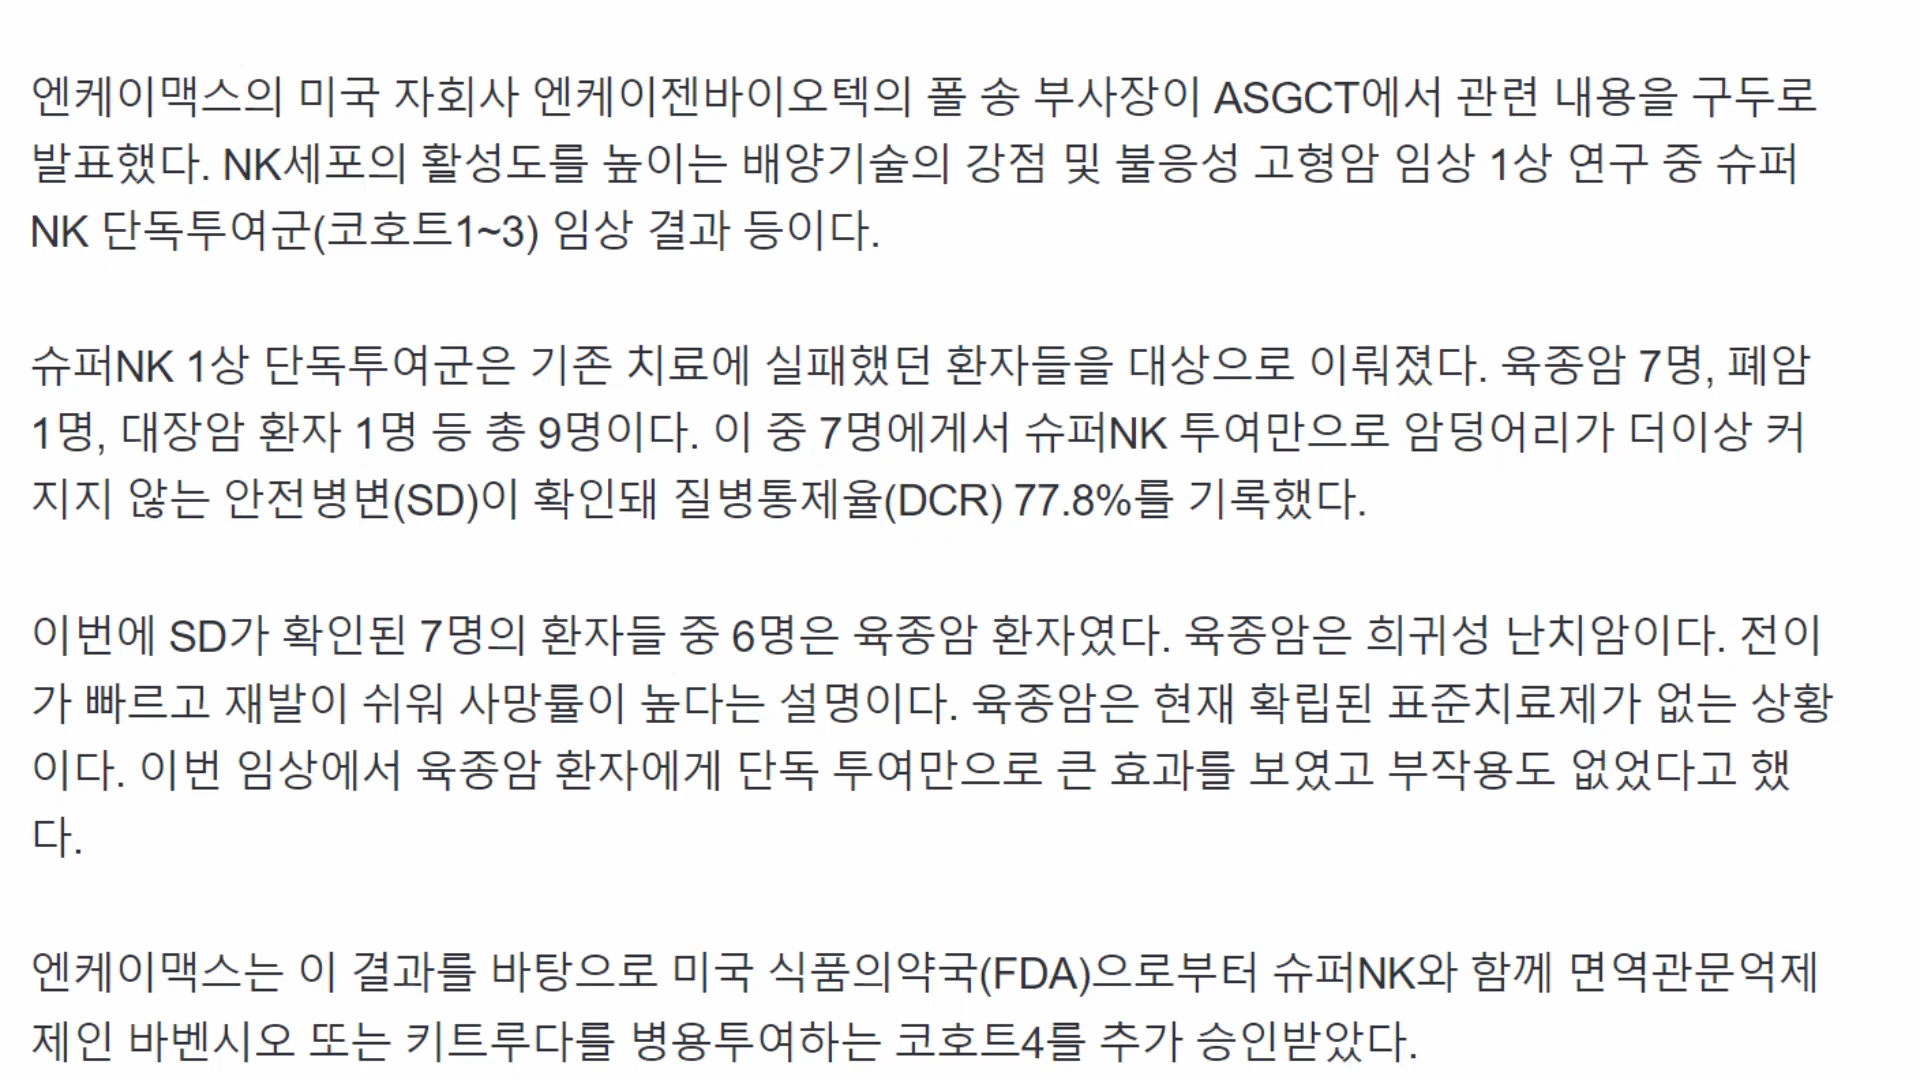 엔케이맥스의 미국 자회사 엔케이젠바이오텍의 폴 송 부사장이 ASGCT에서 관련 내용을 구두로
발표했다. NK세포의 활성도를 높이는 배양기술의 강점 및 불응성 고형암 임상 1상 연구 중 슈퍼
NK 단독투여군(코호트1~3) 임상 결과 등이다.
슈퍼NK 1상 단독투여군은 기존 치료에 실패했던 환자들을 대상으로 이뤄졌다. 육종암 7명, 폐암
1명, 대장암 환자 1명 등 총 9명이다. 이 중 7명에게서 슈퍼NK 투여만으로 암덩어리가 더이상 커
지지 않는 안전병변(SD)이 확인돼 질병통제율(DCR) 77.8%를 기록했다.
이번에 SD가 확인된 7명의 환자들 중 6명은 육종암 환자였다. 육종암은 희귀성 난치암이다. 전이
가 빠르고 재발이 쉬워 사망률이 높다는 설명이다. 육종암은 현재 확립된 표준치료제가 없는 상황
이다. 이번 임상에서 육종암 환자에게 단독 투여만으로 큰 효과를 보였고 부작용도 없었다고 했
다.
엔케이맥스는 이 결과를 바탕으로 미국 식품의약국(FDA)으로부터 슈퍼NK와 함께 면역관문억제
제인 바벤시오 또는 키트루다를 병용투여하는 코호트4를 추가 승인받았다.